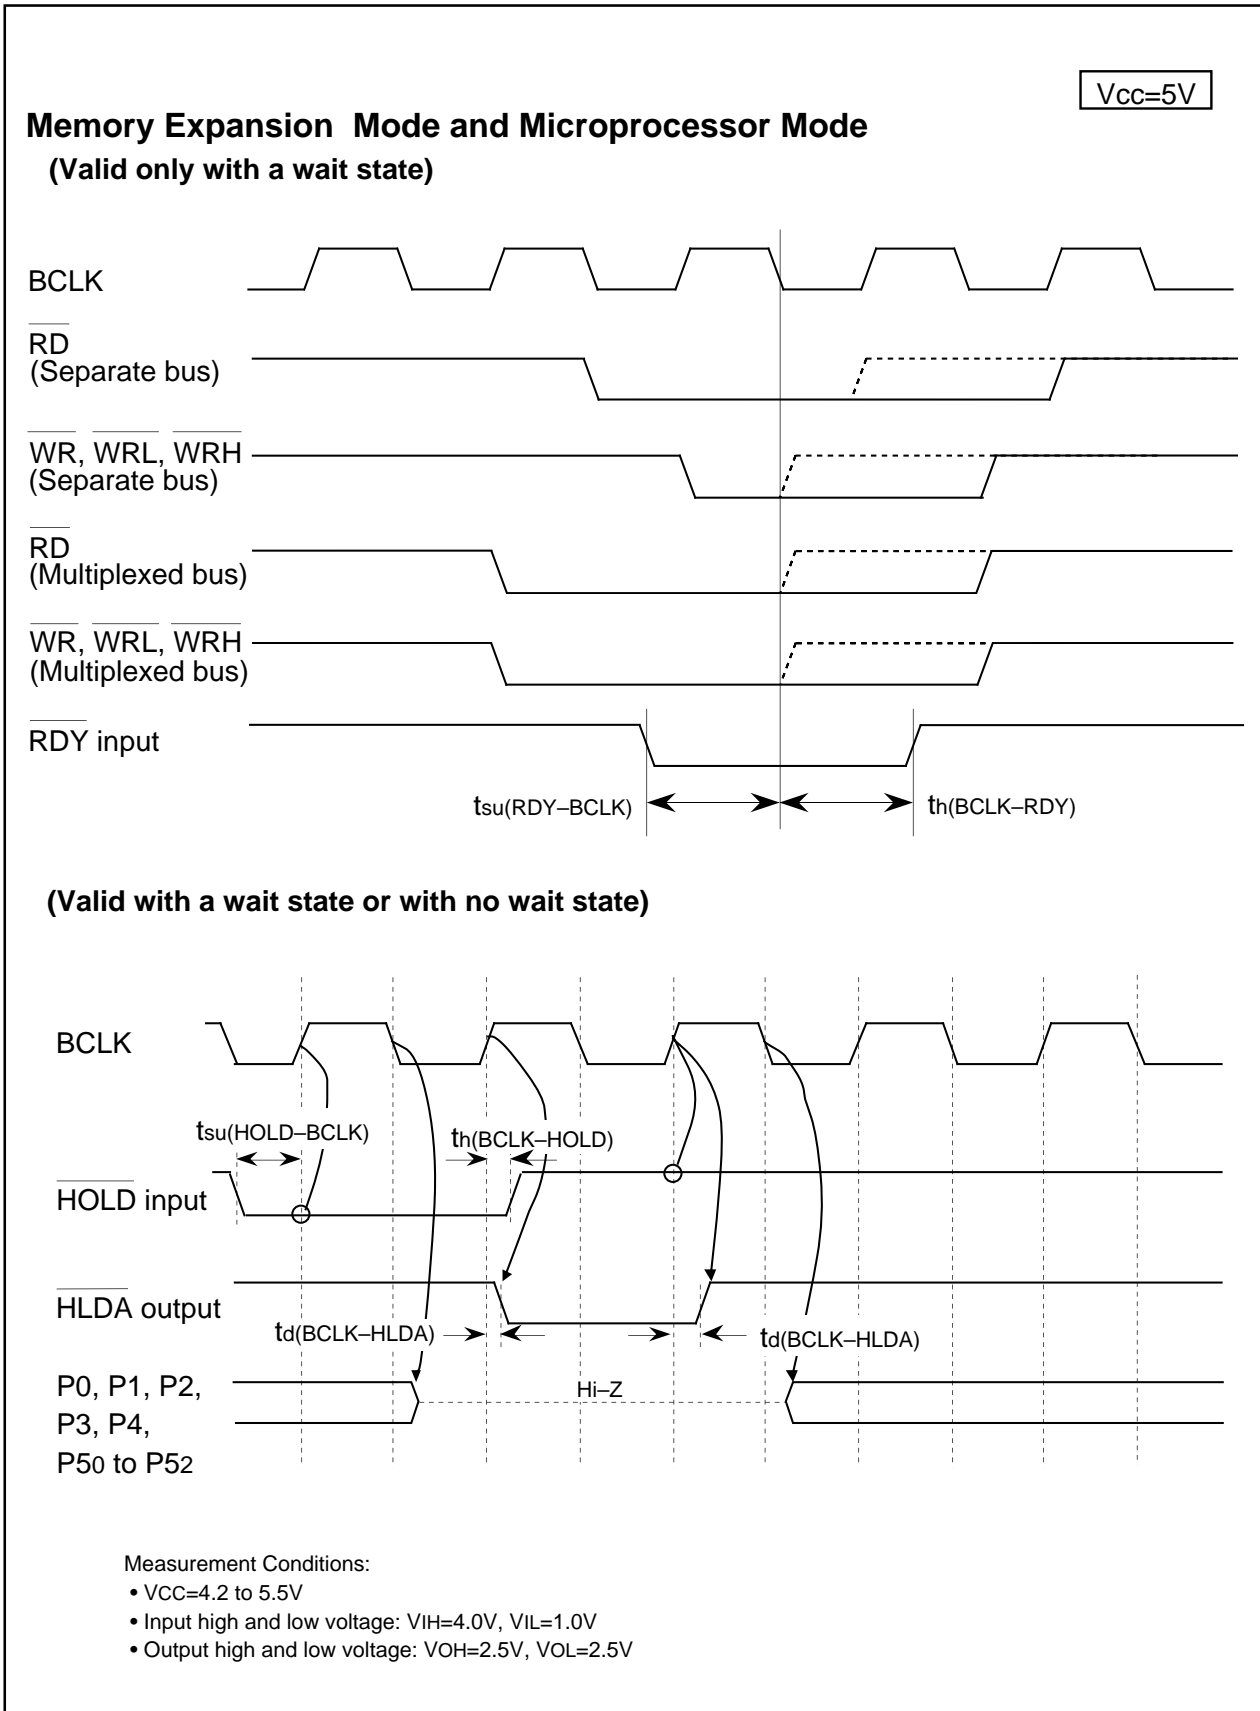 Vcc=5V
Memory Expansion Mode and Microprocessor Mode
(Valid only with a wait state)
BCLK
RD
(Separate bus)
WR, WRL, WRH
(Separate bus)
RD
(Multiplexed bus)
WR, WRL, WRH
(Multiplexed bus)
RDY input
tsu(RDY–BCLK)
th(BCLK–RDY)
(Valid with a wait state or with no wait state)
BCLK
tsu(HOLD–BCLK)
th(BCLK–HOLD)
HOLD input
HLDA output
td(BCLK–HLDA)
td(BCLK–HLDA)
P0, P1, P2,
P3, P4,
P50 to P52
Hi–Z
Measurement Conditions:
• VCC=4.2 to 5.5V
• Input high and low voltage: VIH=4.0V, VIL=1.0V
• Output high and low voltage: VOH=2.5V, VOL=2.5V